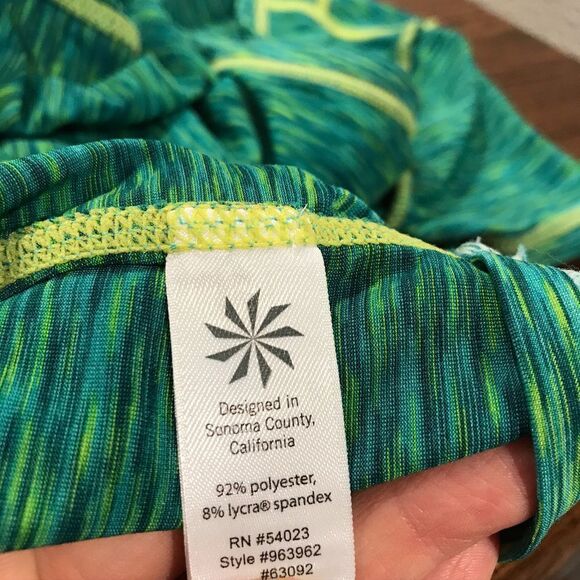 Designed in
Sonoma County,
California
92% polyester,
8% lycra® spandex
RN #54023
Style #963962
#63092